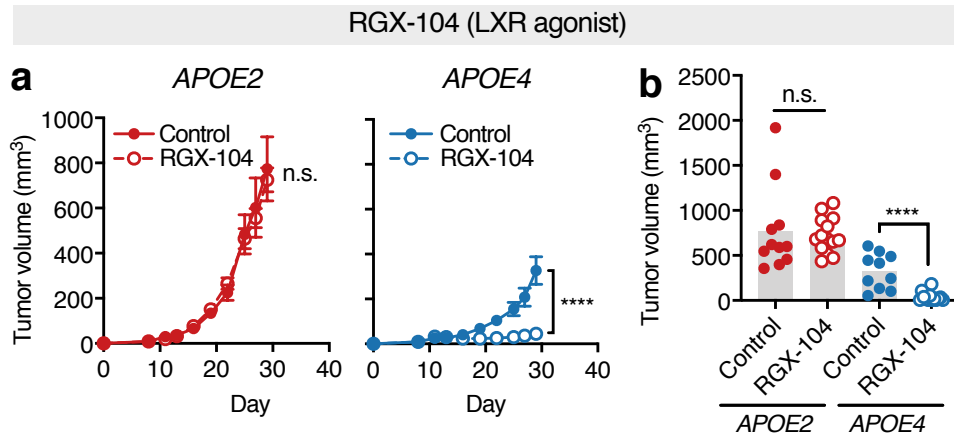 RGX-104 (LXR agonist)
a
APOE2
Tumor volume (mm³)
1000
800
600
400
200
0
Control
RGX-104
n.s.
0 10 20 30 40
Day
APOE4
Control
RGX-104
****
0 10 20 30 40
Day
b
Tumor volume (mm³)
2500
2000
1500
1000
500
0
n.s.
****
Control
RGX-104
Control
RGX-104
APOE2
APOE4